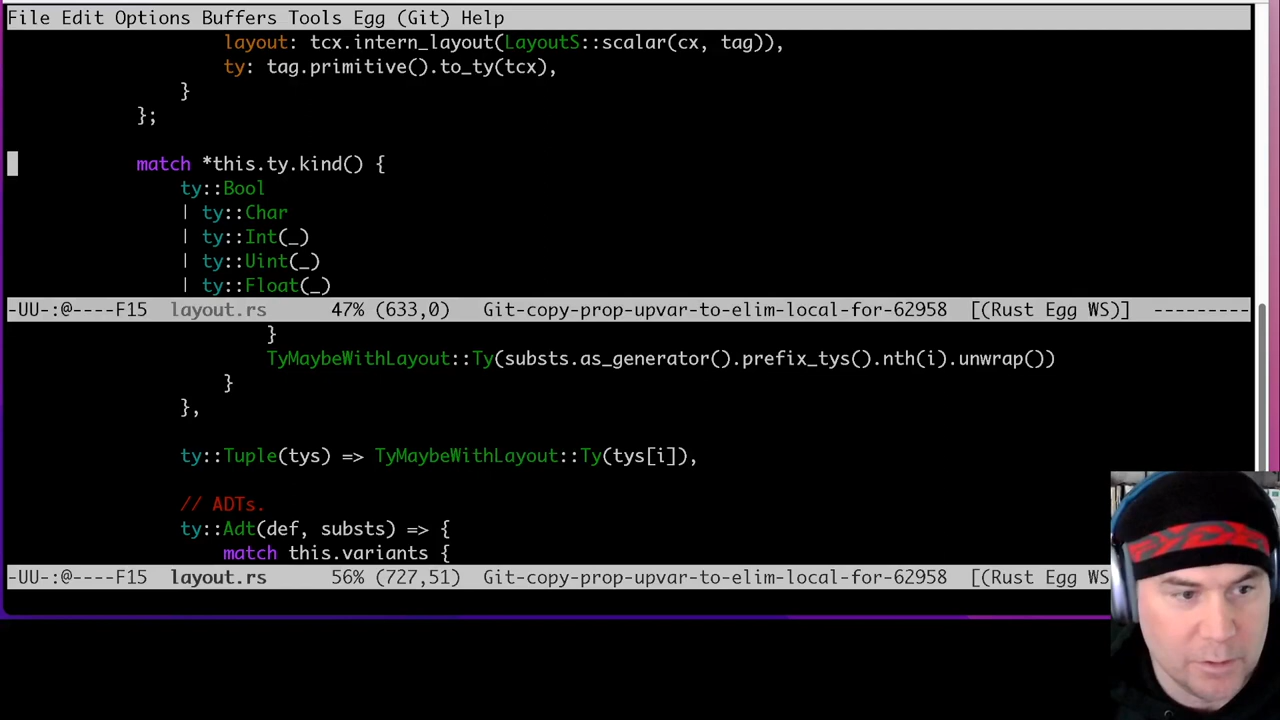 File Edit Options Buffers Tools Egg (Git) Help
layout: tcx.intern_layout(LayoutS::scalar(cx, tag)),
ty: tag.primitive().to_ty(tcx),
}
};
match *this.ty.kind() {
ty::Bool
| ty::Char
| ty::Int(_)
| ty::Uint(_)
| ty::Float(_)
-UU-:@----F15  layout.rs      47% (633,0)    Git-copy-prop-upvar-to-elim-local-for-62958  [(Rust Egg WS)] ---------
}
TyMaybeWithLayout::Ty(substs.as_generator().prefix_tys().nth(i).unwrap())
}
},
ty::Tuple(tys) => TyMaybeWithLayout::Ty(tys[i]),
// ADTs.
ty::Adt(def, substs) => {
match this.variants {
-UU-:@----F15  layout.rs      56% (727,51)   Git-copy-prop-upvar-to-elim-local-for-62958  [(Rust Egg WS